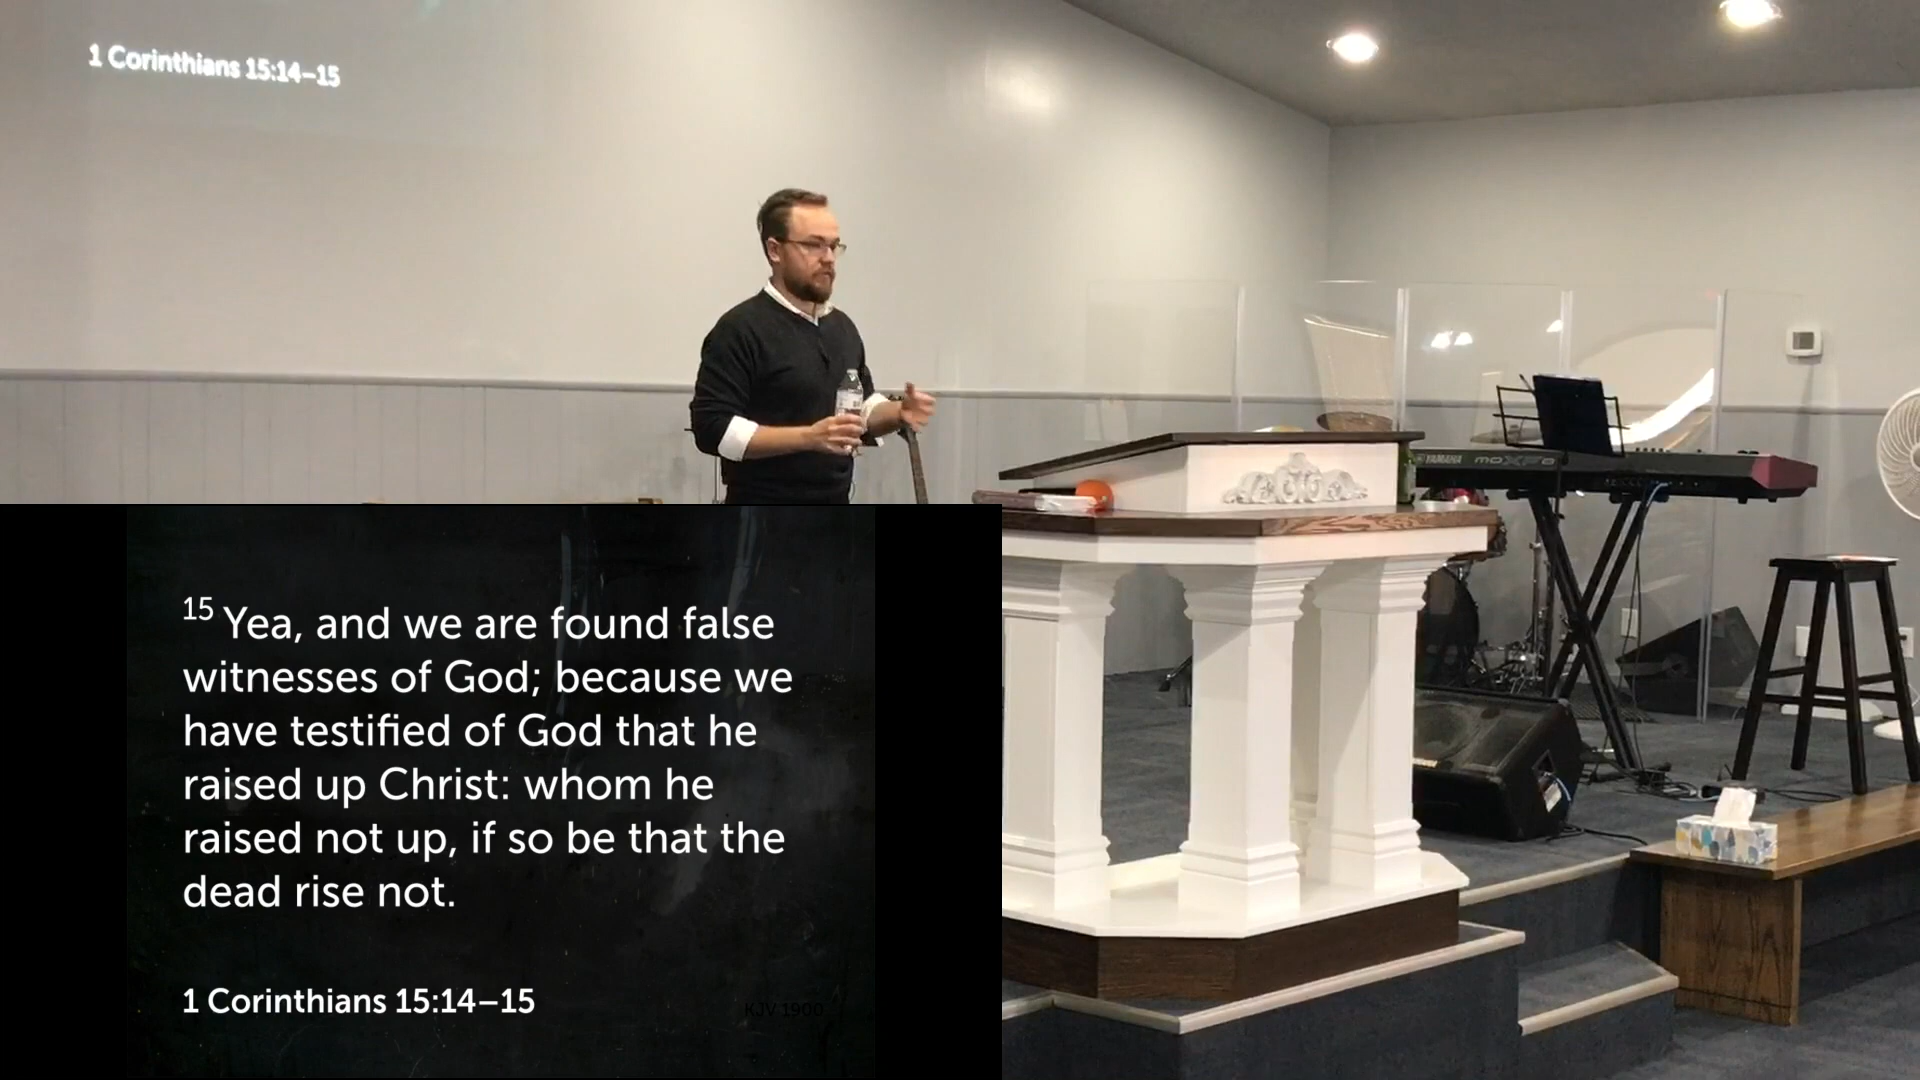 1 Corinthians 15:14–15
YAMAHA MOXF8
15 Yea, and we are found false
witnesses of God; because we
have testified of God that he
raised up Christ: whom he
raised not up, if so be that the
dead rise not.
1 Corinthians 15:14–15
KJV 1900